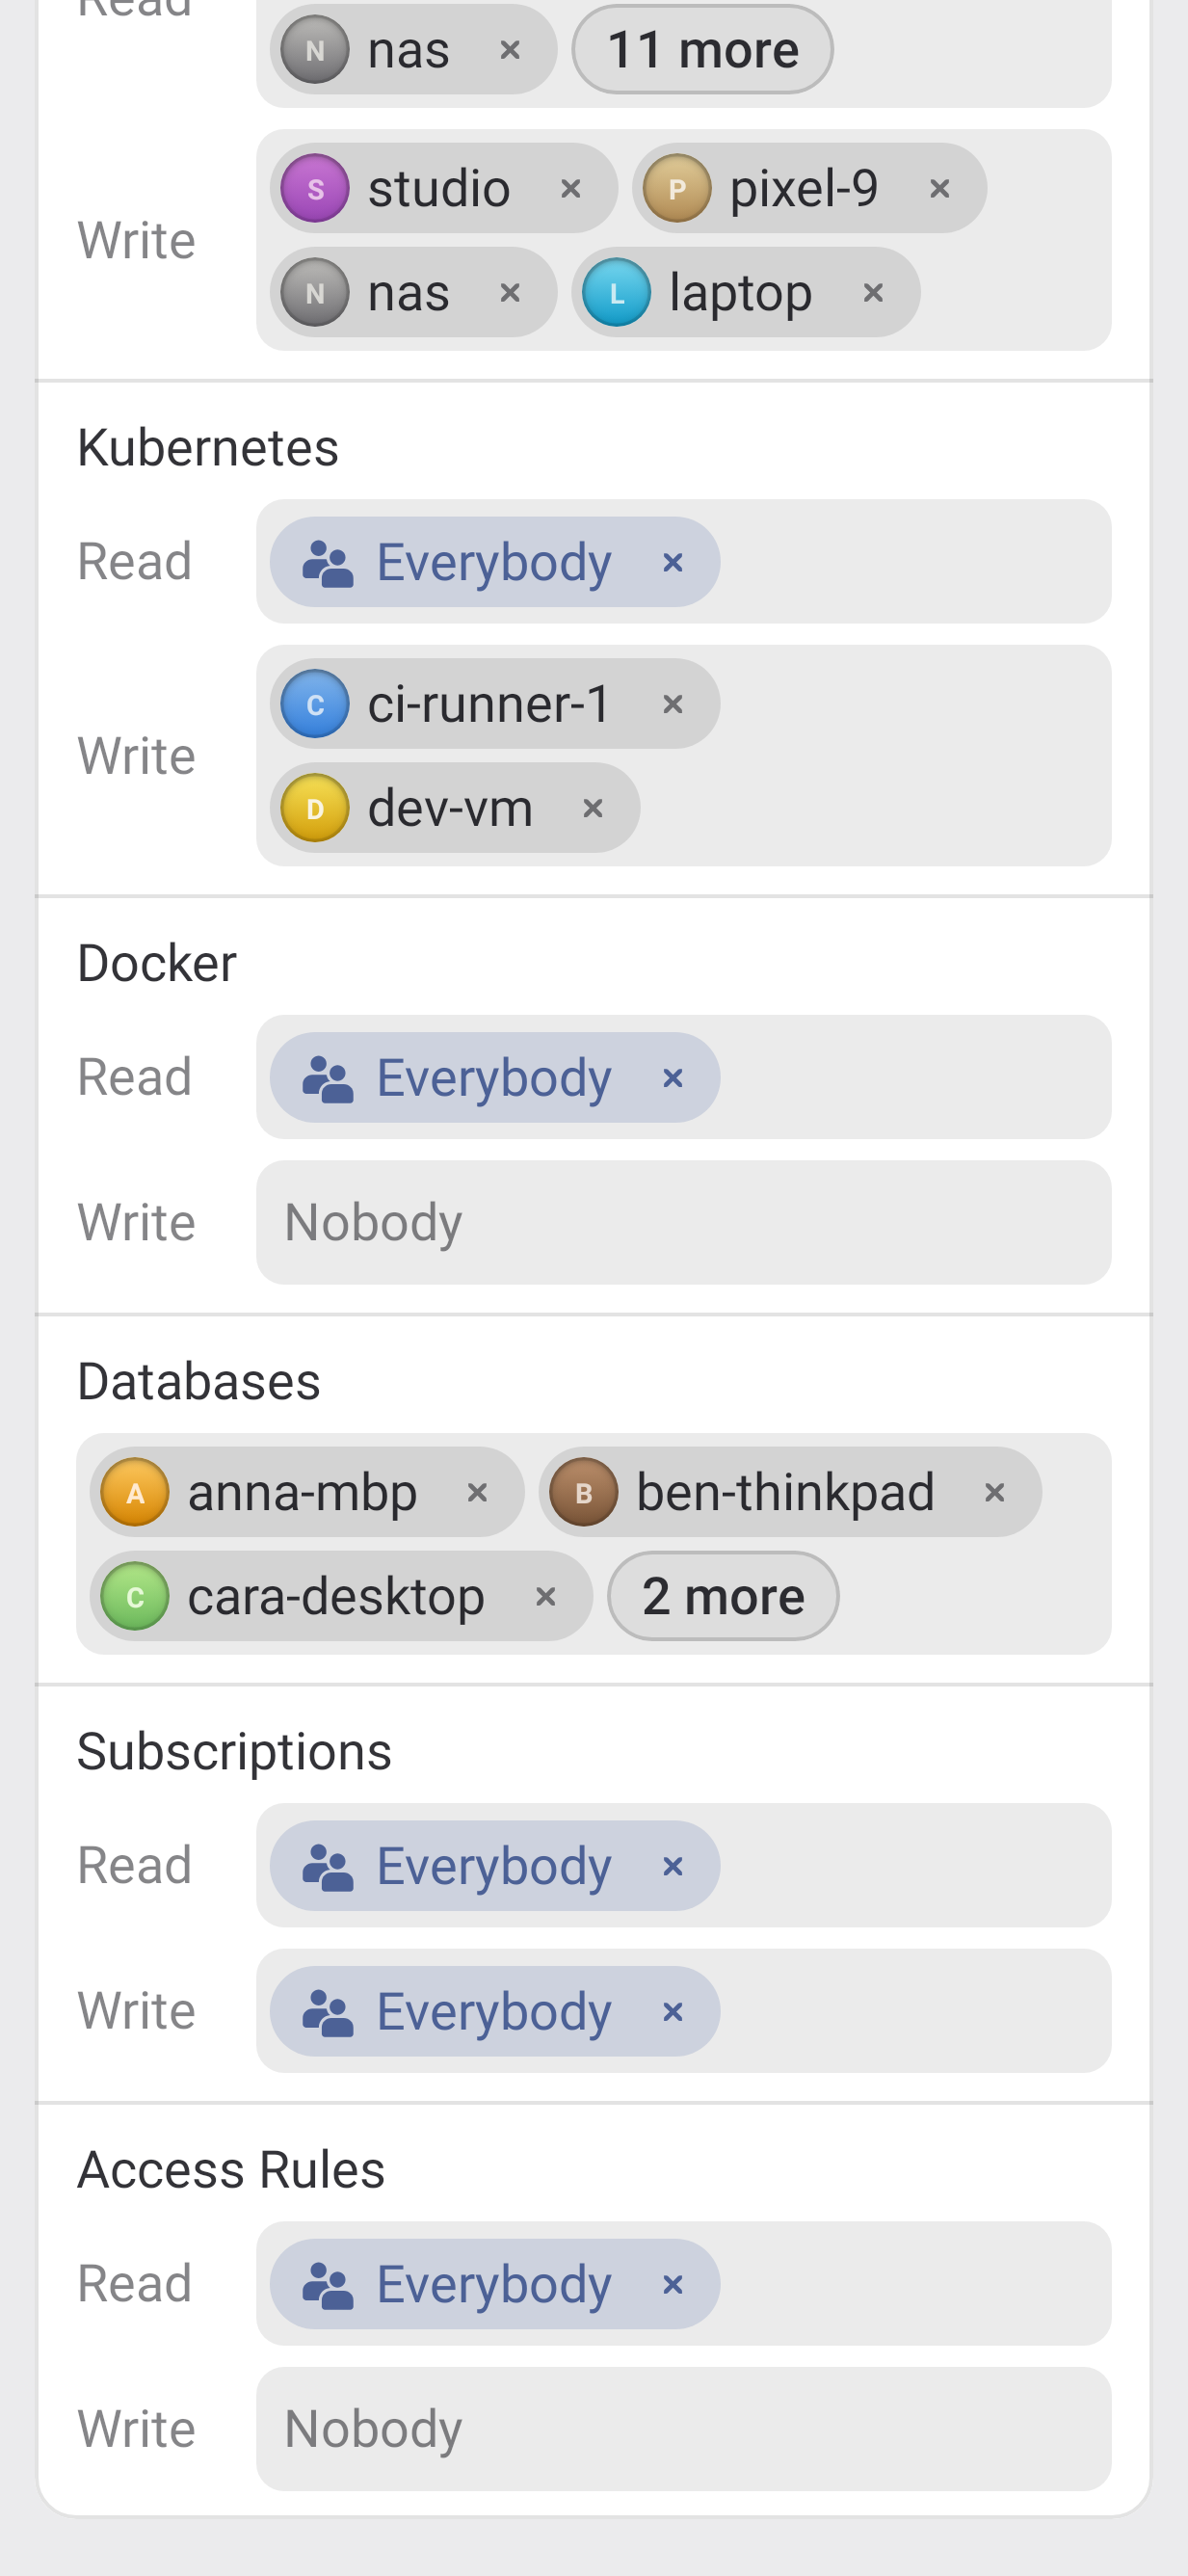 Read
N nas × 11 more
Write
S studio × P pixel-9 ×
N nas × L laptop ×
Kubernetes
Read Everybody ×
Write
C ci-runner-1 ×
D dev-vm ×
Docker
Read Everybody ×
Write Nobody
Databases
A anna-mbp × B ben-thinkpad ×
C cara-desktop × 2 more
Subscriptions
Read Everybody ×
Write Everybody ×
Access Rules
Read Everybody ×
Write Nobody